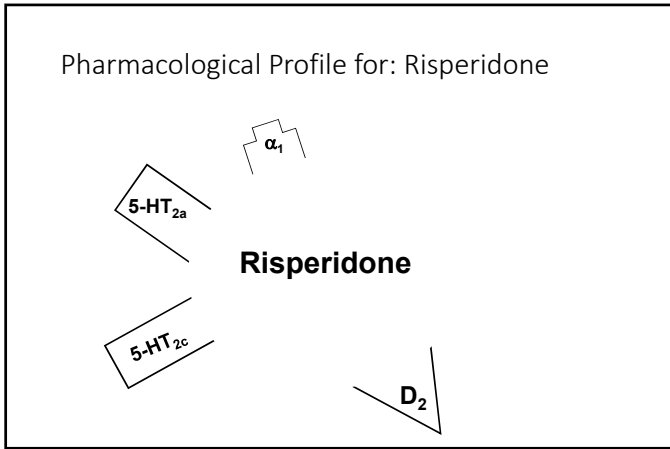 Pharmacological Profile for: Risperidone
α₁
5-HT₂ₐ
Risperidone
5-HT₂c
D₂